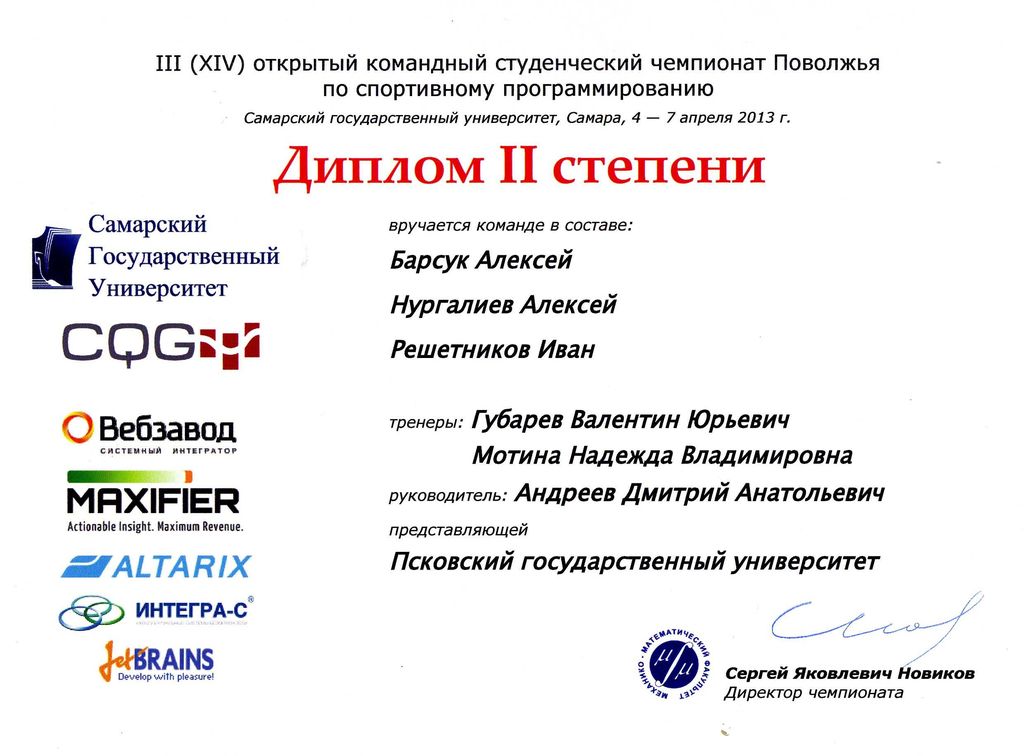 III (XIV) открытый командный студенческий чемпионат Поволжья
по спортивному программированию
Самарский государственный университет, Самара, 4 — 7 апреля 2013 г.
Диплом II степени
Самарский
Государственный
Университет
CQG
Вебзавод
СИСТЕМНЫЙ ИНТЕГРАТОР
MAXIFIER
Actionable Insight. Maximum Revenue.
ALTARIX
ИНТЕГРА-С®
JetBRAINS
Develop with pleasure!
вручается команде в составе:
Барсук Алексей
Нургалиев Алексей
Решетников Иван
тренеры: Губарев Валентин Юрьевич
Мотина Надежда Владимировна
руководитель: Андреев Дмитрий Анатольевич
представляющей
Псковский государственный университет
МЕХАНИКО-МАТЕМАТИЧЕСКИЙ ФАКУЛЬТЕТ
Сергей Яковлевич Новиков
Директор чемпионата